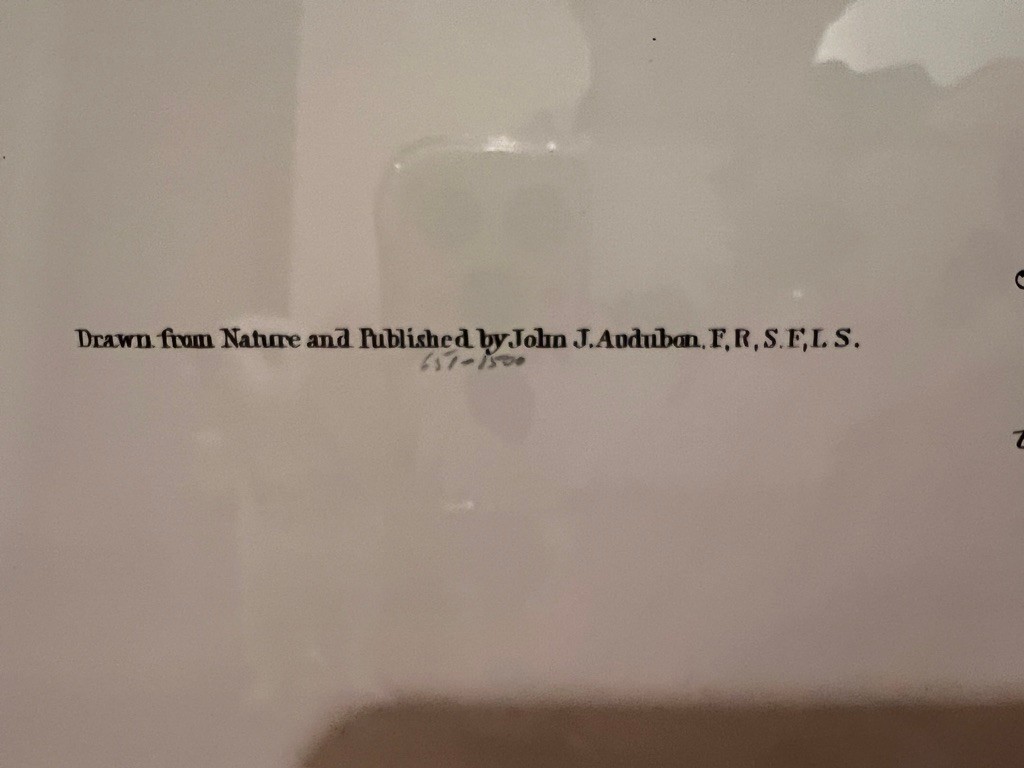 Drawn from Nature and Published by John J. Audubon, F, R, S. F, L S.
651-1500